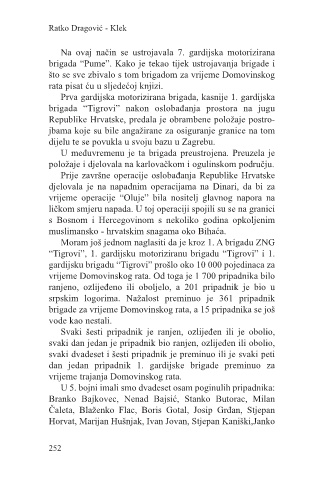 Ratko Dragović - Klek
Na ovaj način se ustrojavala 7. gardijska motorizirana
brigada “Pume”. Kako je tekao tijek ustrojavanja brigade i
što se sve zbivalo s tom brigadom za vrijeme Domovinskog
rata pisat ću u sljedećoj knjizi.
Prva gardijska motorizirana brigada, kasnije 1. gardijska
brigada “Tigrovi” nakon oslobađanja prostora na jugu
Republike Hrvatske, predala je obrambene položaje postro-
jbama koje su bile angažirane za osiguranje granice na tom
dijelu te se povukla u svoju bazu u Zagrebu.
U međuvremenu je ta brigada preustrojena. Preuzela je
položaje i djelovala na karlovačkom i ogulinskom području.
Prije završne operacije oslobađanja Republike Hrvatske
djelovala je na napadnim operacijama na Dinari, da bi za
vrijeme operacije “Oluje” bila nositelj glavnog napora na
ličkom smjeru napada. U toj operaciji spojili su se na granici
s Bosnom i Hercegovinom s nekoliko godina opkoljenim
muslimansko - hrvatskim snagama oko Bihaća.
Moram još jednom naglasiti da je kroz 1. A brigadu ZNG
“Tigrovi”, 1. gardijsku motoriziranu brigadu “Tigrovi” i 1.
gardijsku brigadu “Tigrovi” prošlo oko 10 000 pojedinaca za
vrijeme Domovinskog rata. Od toga je 1 700 pripadnika bilo
ranjeno, ozlijeđeno ili oboljelo, a 201 pripadnik je bio u
srpskim logorima. Nažalost preminuo je 361 pripadnik
brigade za vrijeme Domovinskog rata, a 15 pripadnika se još
vode kao nestali.
Svaki šesti pripadnik je ranjen, ozlijeđen ili je obolio,
svaki dan jedan je pripadnik bio ranjen, ozlijeđen ili obolio,
svaki dvadeset i šesti pripadnik je preminuo ili je svaki peti
dan jedan pripadnik 1. gardijske brigade preminuo za
vrijeme trajanja Domovinskog rata.
U 5. bojni imali smo dvadeset osam poginulih pripadnika:
Branko Bajkovec, Nenad Bajsić, Stanko Butorac, Milan
Čaleta, Blaženko Flac, Boris Gotal, Josip Grđan, Stjepan
Horvat, Marijan Hušnjak, Ivan Jovan, Stjepan Kaniški,Janko
252